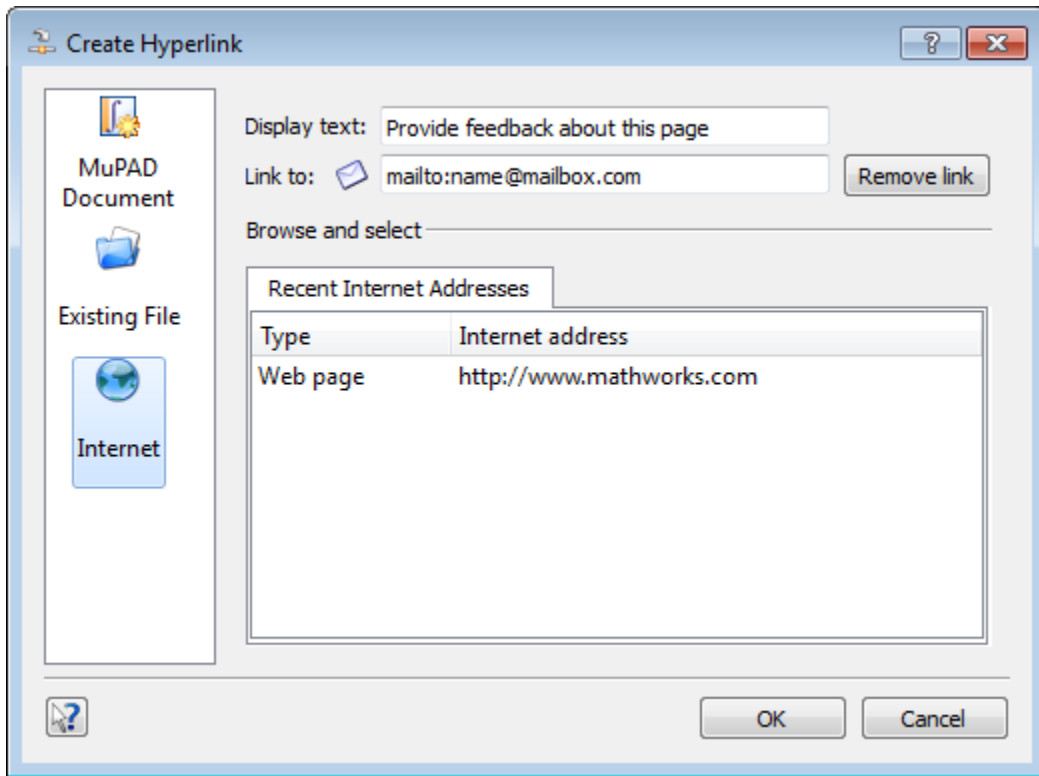 Create Hyperlink
MuPAD
Document
Existing File
Internet
Display text: Provide feedback about this page
Link to: mailto:name@mailbox.com Remove link
Browse and select
Recent Internet Addresses
Type Internet address
Web page http://www.mathworks.com
OK Cancel